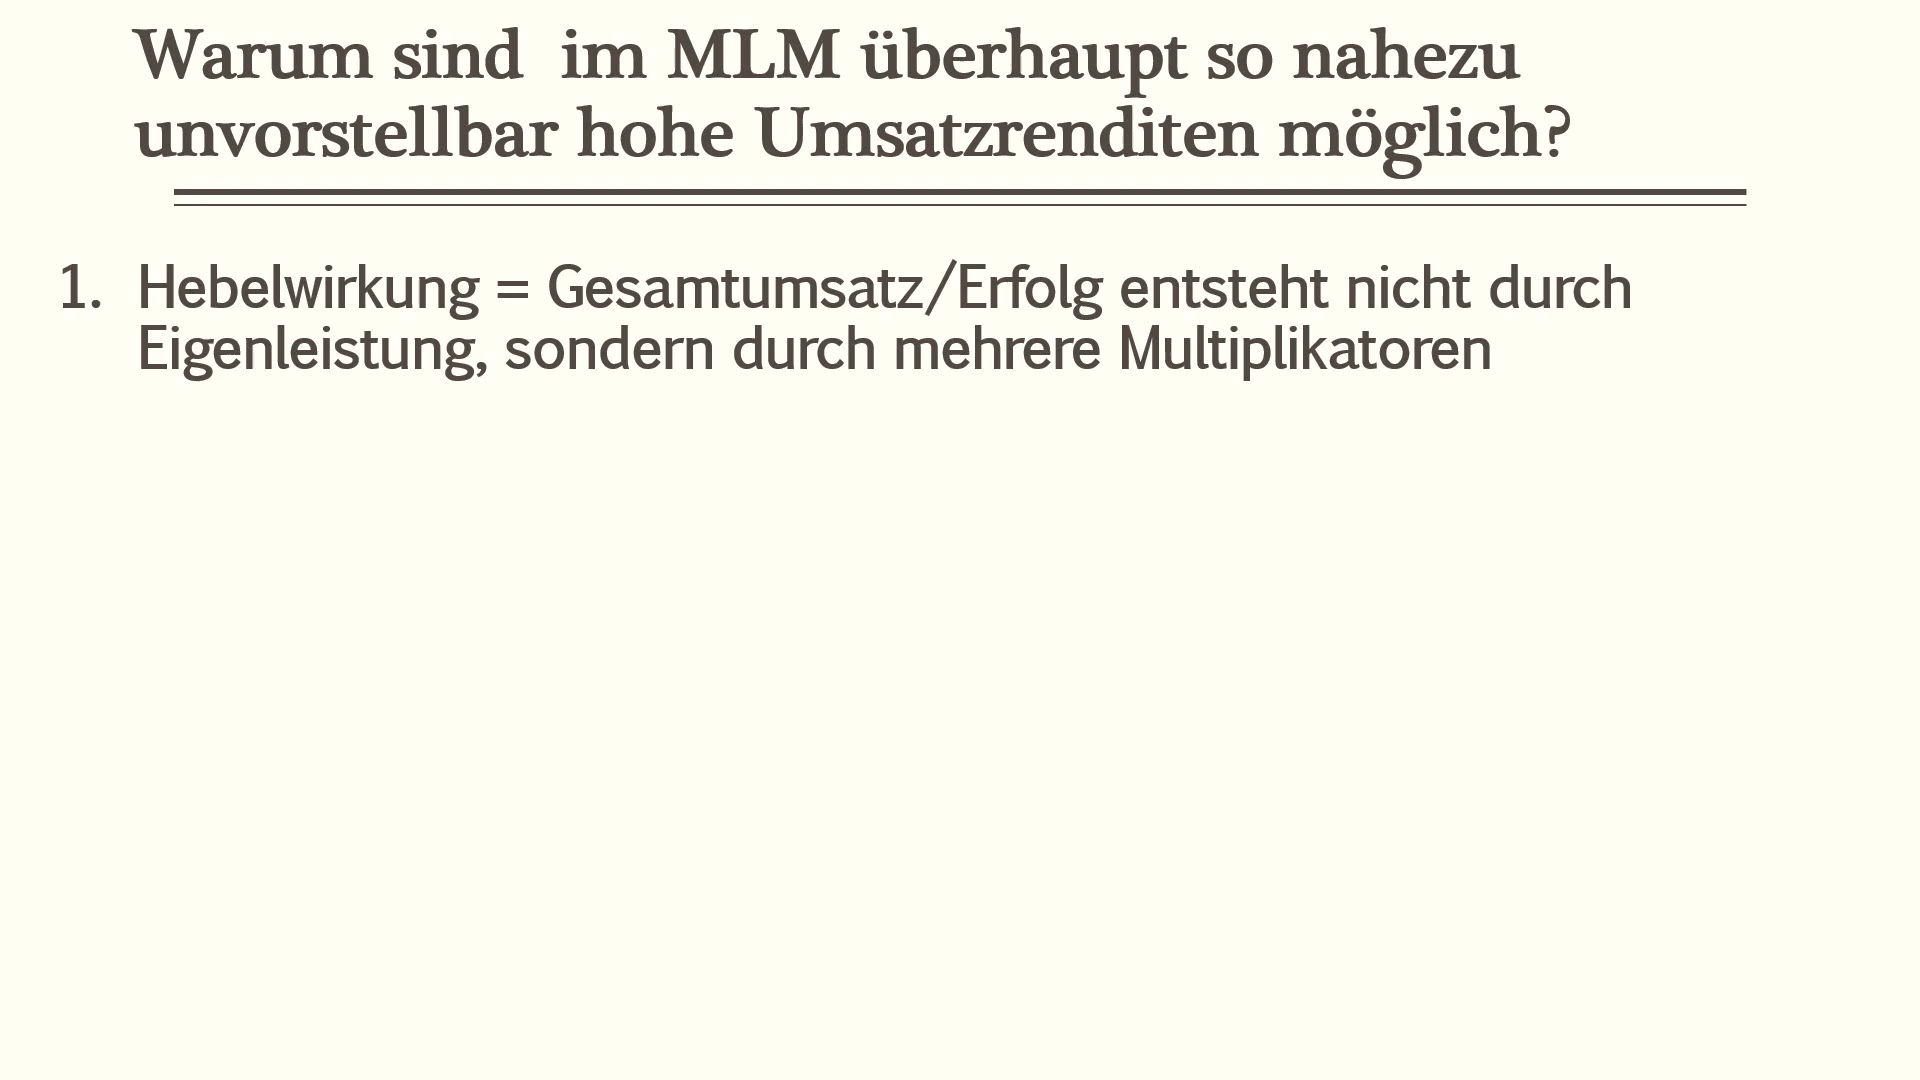 Warum sind  im MLM überhaupt so nahezu
unvorstellbar hohe Umsatzrenditen möglich?
1. Hebelwirkung = Gesamtumsatz/Erfolg entsteht nicht durch
Eigenleistung, sondern durch mehrere Multiplikatoren